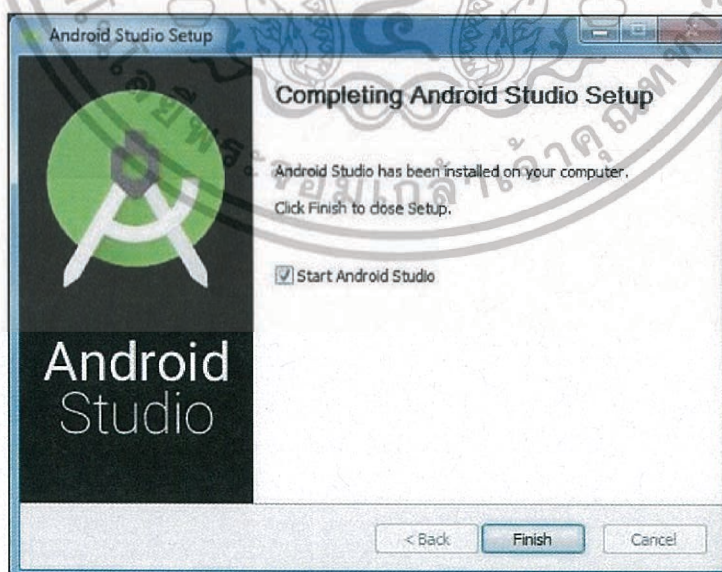 Android Studio Setup
Completing Android Studio Setup
Android Studio has been installed on your computer.
Click Finish to close Setup.
Start Android Studio
Android
Studio
< Back
Finish
Cancel